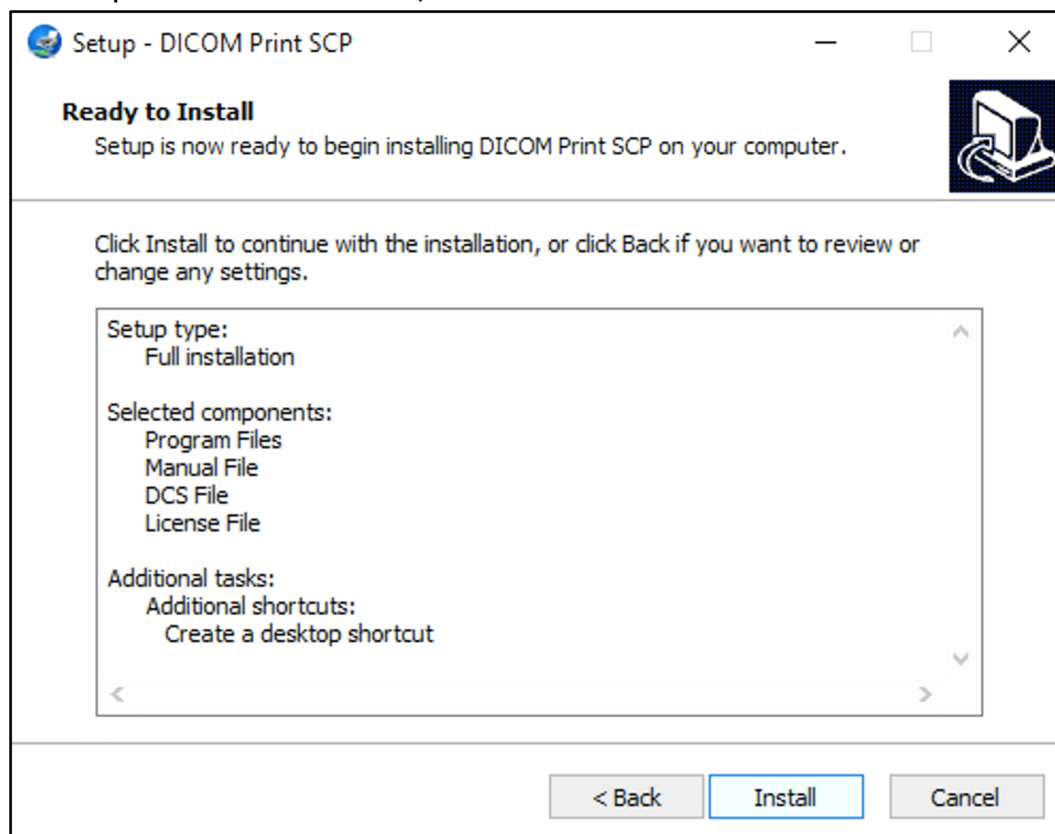 Setup - DICOM Print SCP
Ready to Install
Setup is now ready to begin installing DICOM Print SCP on your computer.
Click Install to continue with the installation, or click Back if you want to review or
change any settings.
Setup type:
Full installation
Selected components:
Program Files
Manual File
DCS File
License File
Additional tasks:
Additional shortcuts:
Create a desktop shortcut
< Back
Install
Cancel